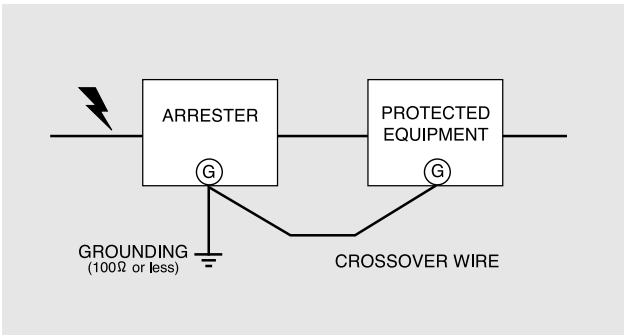 ARRESTER
PROTECTED
EQUIPMENT
G
G
GROUNDING
(100Ω or less)
CROSSOVER WIRE